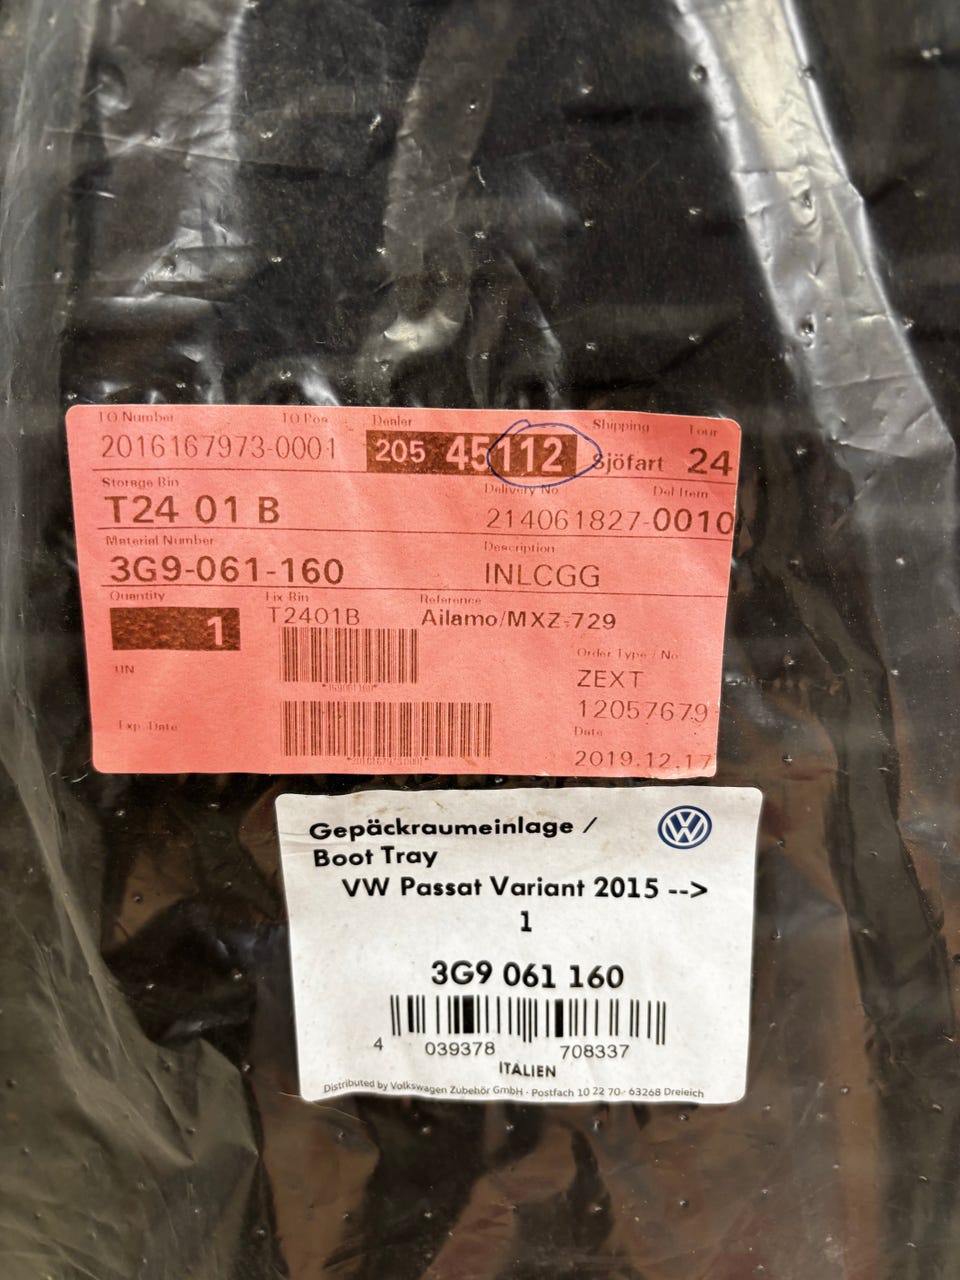 TO Number TO Pos Dealer Shipping Tour
2016167973-0001 205 45112 Sjöfart 24
Storage Bin Delivery No Del Item
T24 01 B 214061827-0010
Material Number Description
3G9-061-160 INLCGG
Quantity Fix Bin Reference
1 T2401B Ailamo/MXZ-729
*3G9061160*
UN Order Type / No
ZEXT
12057679
Exp. Date Date
*20161679730001* 2019.12.17
Gepäckraumeinlage /
Boot Tray
VW Passat Variant 2015 -->
1
3G9 061 160
4 039378 708337
ITALIEN
Distributed by Volkswagen Zubehör GmbH · Postfach 10 22 70 · 63268 Dreieich